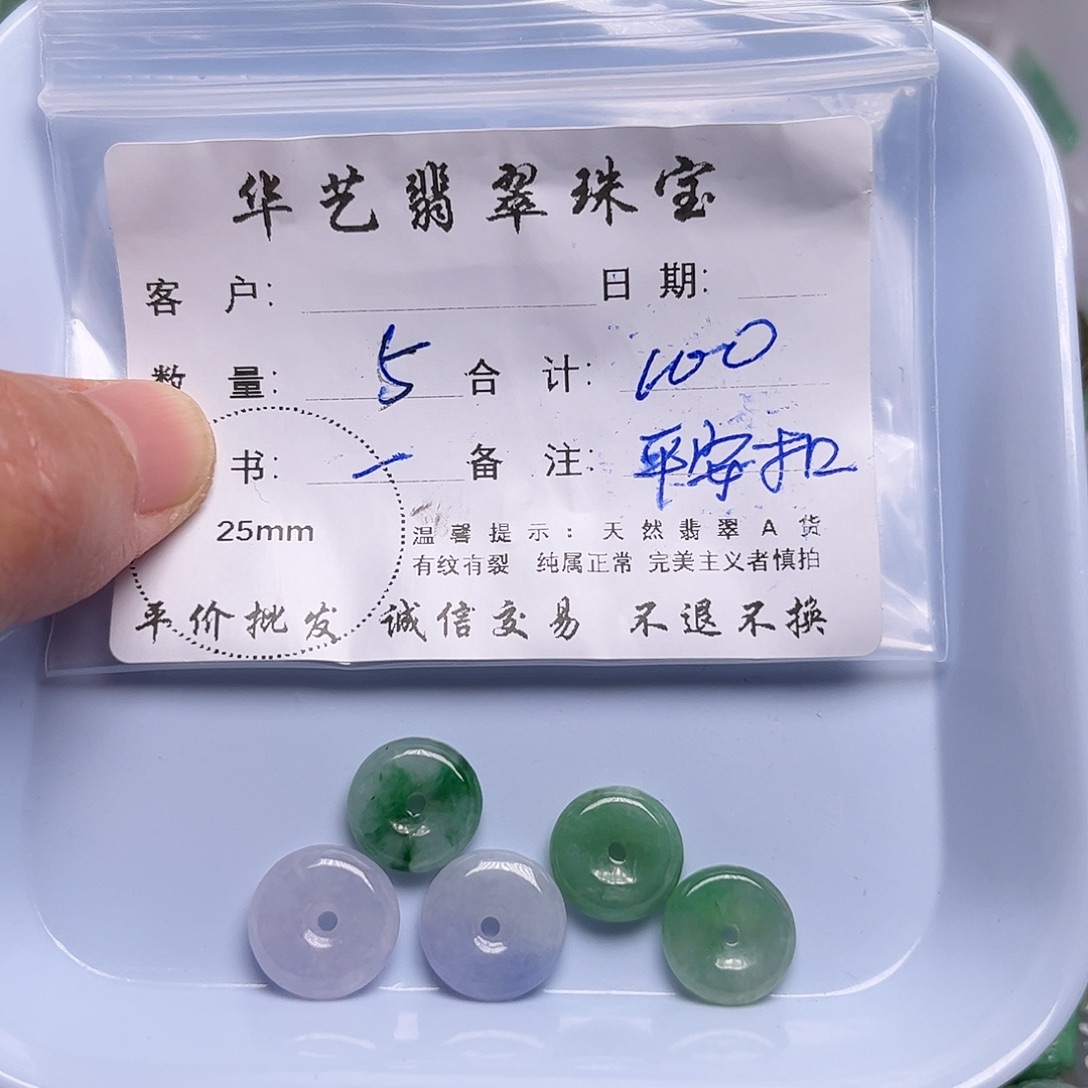 华艺翡翠珠宝
客户: 日期:
数量: 5 合计: 100
书: 一 备注: 平安扣
25mm
温馨提示: 天然翡翠A货
有纹有裂 纯属正常 完美主义者慎拍
平价批发 诚信交易 不退不换